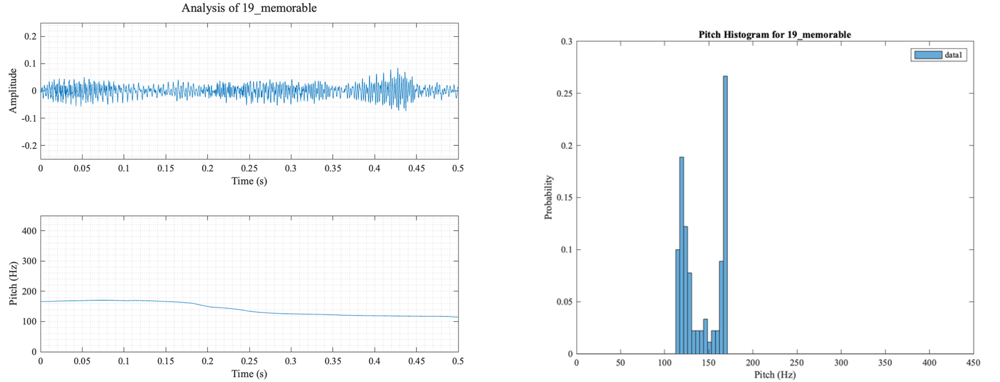 Analysis of 19_memorable
0.2
0.1
0
-0.1
-0.2
Amplitude
0 0.05 0.1 0.15 0.2 0.25 0.3 0.35 0.4 0.45 0.5
Time (s)
400
300
200
100
0
Pitch (Hz)
0 0.05 0.1 0.15 0.2 0.25 0.3 0.35 0.4 0.45 0.5
Time (s)
Pitch Histogram for 19_memorable
data1
0.3
0.25
0.2
0.15
0.1
0.05
0
Probability
0 50 100 150 200 250 300 350 400 450
Pitch (Hz)